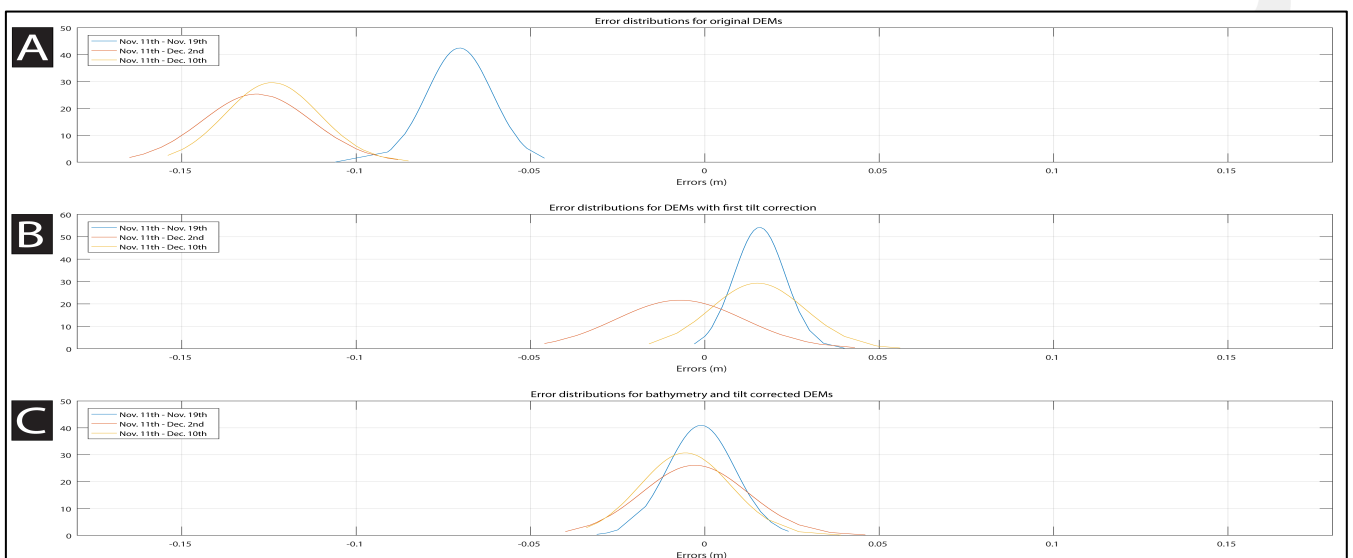 Error distributions for original DEMs
A
50
40
30
20
10
0
Nov. 11th - Nov. 19th
Nov. 11th - Dec. 2nd
Nov. 11th - Dec. 10th
-0.15 -0.1 -0.05 0 0.05 0.1 0.15
Errors (m)
Error distributions for DEMs with first tilt correction
B
60
50
40
30
20
10
0
Nov. 11th - Nov. 19th
Nov. 11th - Dec. 2nd
Nov. 11th - Dec. 10th
-0.15 -0.1 -0.05 0 0.05 0.1 0.15
Errors (m)
Error distributions for bathymetry and tilt corrected DEMs
C
50
40
30
20
10
0
Nov. 11th - Nov. 19th
Nov. 11th - Dec. 2nd
Nov. 11th - Dec. 10th
-0.15 -0.1 -0.05 0 0.05 0.1 0.15
Errors (m)